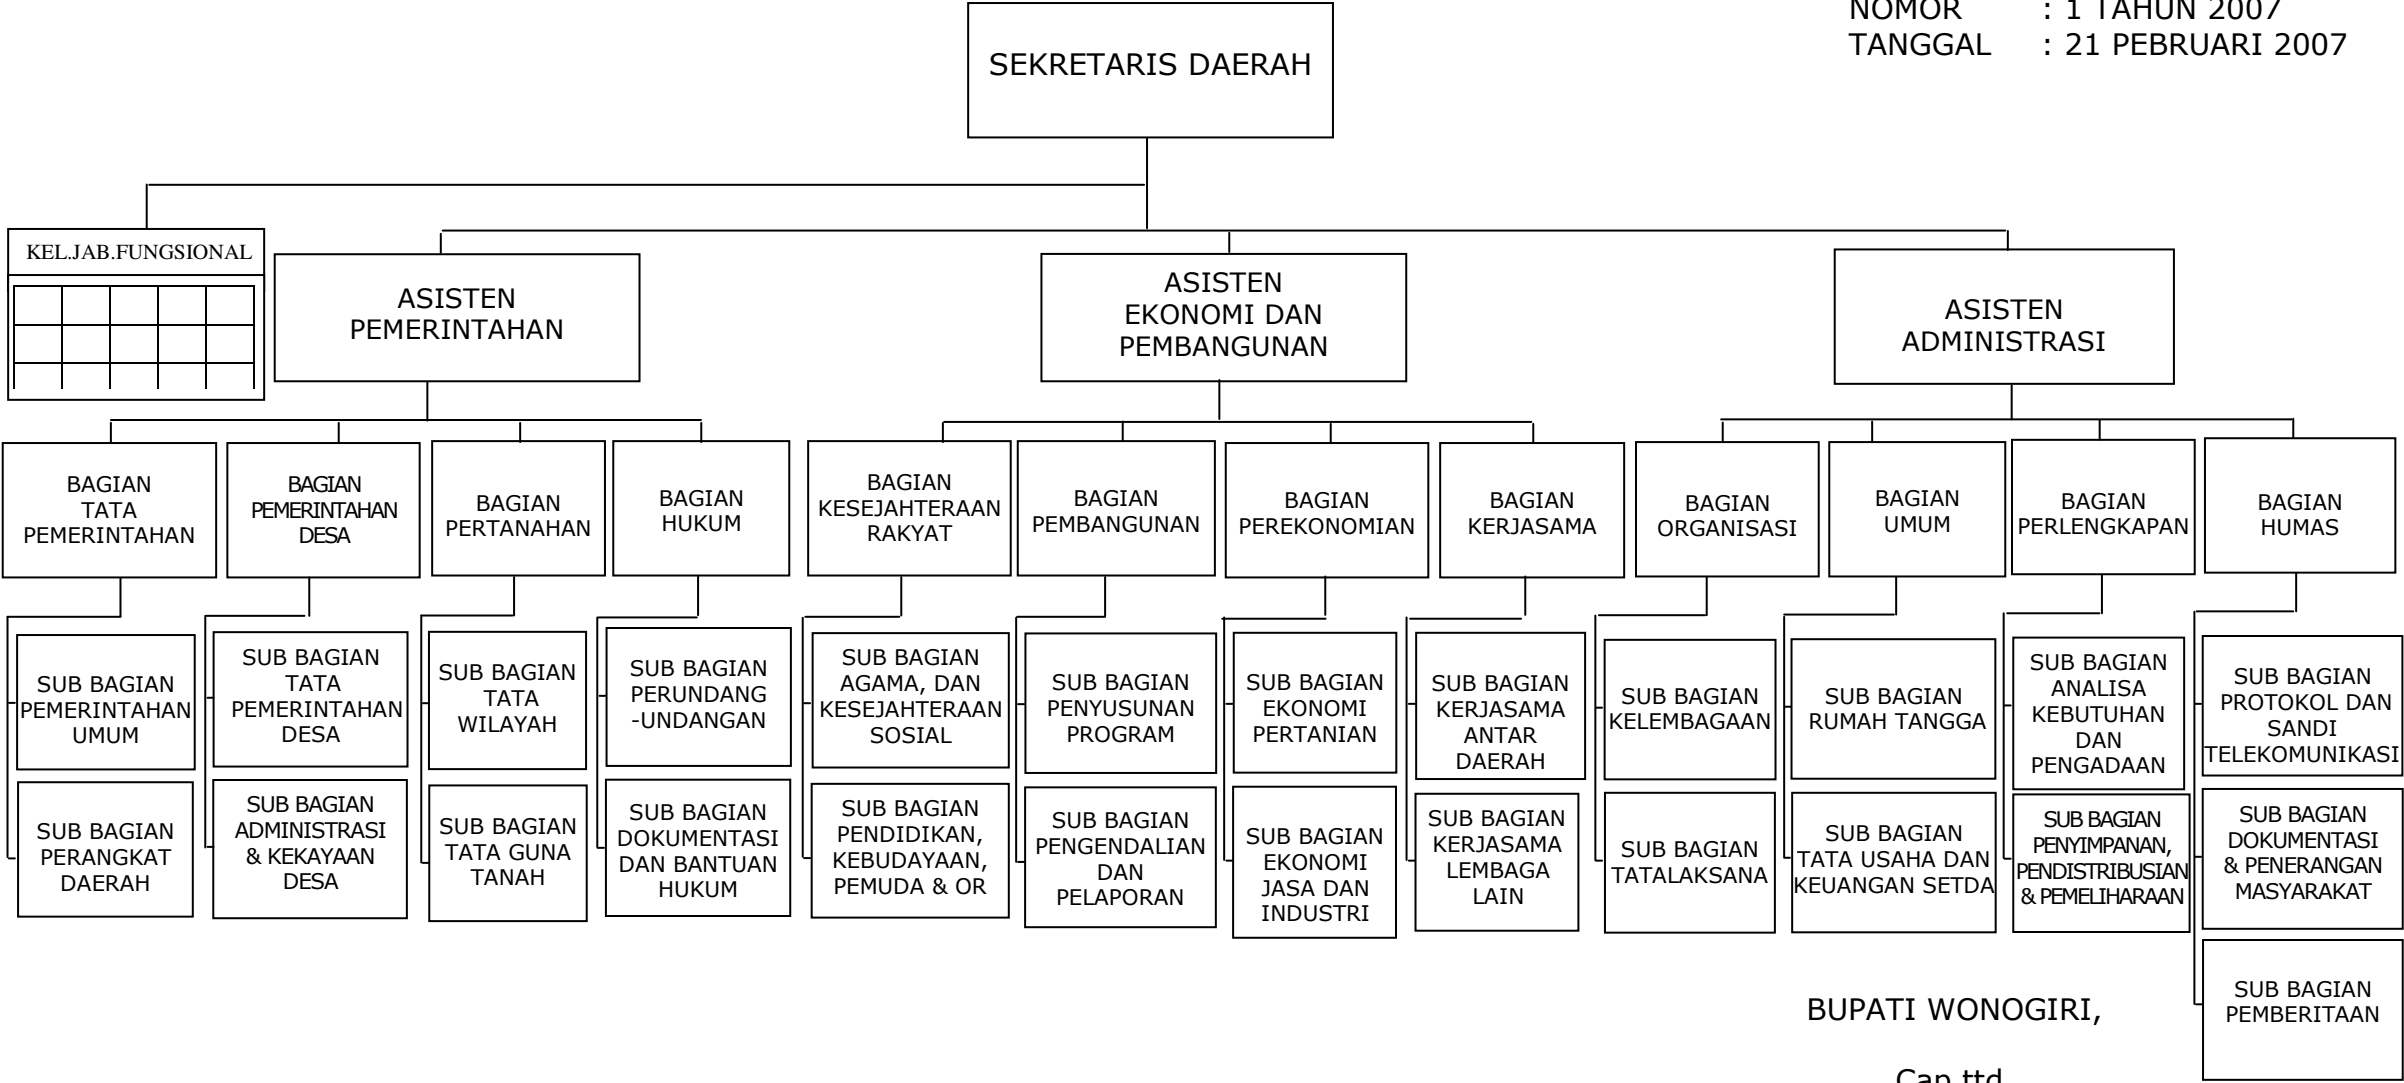 NOMOR : 1 TAHUN 2007
TANGGAL : 21 PEBRUARI 2007
SEKRETARIS DAERAH
KEL.JAB.FUNGSIONAL
ASISTEN
PEMERINTAHAN
ASISTEN
EKONOMI DAN
PEMBANGUNAN
ASISTEN
ADMINISTRASI
BAGIAN
TATA
PEMERINTAHAN
BAGIAN
PEMERINTAHAN
DESA
BAGIAN
PERTANAHAN
BAGIAN
HUKUM
BAGIAN
KESEJAHTERAAN
RAKYAT
BAGIAN
PEMBANGUNAN
BAGIAN
PEREKONOMIAN
BAGIAN
KERJASAMA
BAGIAN
ORGANISASI
BAGIAN
UMUM
BAGIAN
PERLENGKAPAN
BAGIAN
HUMAS
SUB BAGIAN
PEMERINTAHAN
UMUM
SUB BAGIAN
TATA
PEMERINTAHAN
DESA
SUB BAGIAN
TATA
WILAYAH
SUB BAGIAN
PERUNDANG
-UNDANGAN
SUB BAGIAN
AGAMA, DAN
KESEJAHTERAAN
SOSIAL
SUB BAGIAN
PENYUSUNAN
PROGRAM
SUB BAGIAN
EKONOMI
PERTANIAN
SUB BAGIAN
KERJASAMA
ANTAR
DAERAH
SUB BAGIAN
KELEMBAGAAN
SUB BAGIAN
RUMAH TANGGA
SUB BAGIAN
ANALISA
KEBUTUHAN
DAN
PENGADAAN
SUB BAGIAN
PROTOKOL DAN
SANDI
TELEKOMUNIKASI
SUB BAGIAN
PERANGKAT
DAERAH
SUB BAGIAN
ADMINISTRASI
& KEKAYAAN
DESA
SUB BAGIAN
TATA GUNA
TANAH
SUB BAGIAN
DOKUMENTASI
DAN BANTUAN
HUKUM
SUB BAGIAN
PENDIDIKAN,
KEBUDAYAAN,
PEMUDA & OR
SUB BAGIAN
PENGENDALIAN
DAN
PELAPORAN
SUB BAGIAN
EKONOMI
JASA DAN
INDUSTRI
SUB BAGIAN
KERJASAMA
LEMBAGA
LAIN
SUB BAGIAN
TATALAKSANA
SUB BAGIAN
TATA USAHA DAN
KEUANGAN SETDA
SUB BAGIAN
PENYIMPANAN,
PENDISTRIBUSIAN
& PEMELIHARAAN
SUB BAGIAN
DOKUMENTASI
& PENERANGAN
MASYARAKAT
SUB BAGIAN
PEMBERITAAN
BUPATI WONOGIRI,
Cap ttd